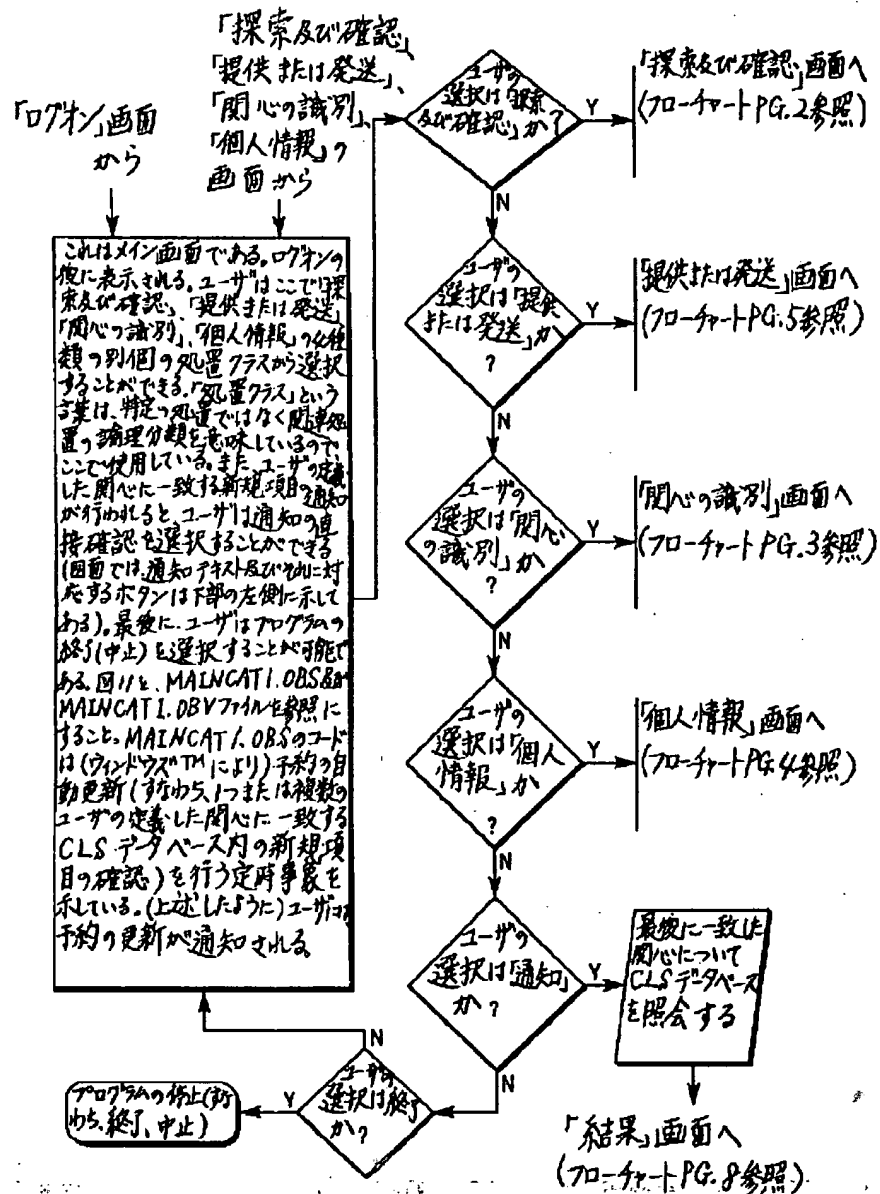 「ログオン」画面
から
「探索及び確認」、
「提供または発送」、
「関心の識別」、
「個人情報」の
画面から
これはメイン画面である。ログオンの
後に表示される。ユーザはここで「探
索及び確認」、「提供または発送」
「関心の識別」、「個人情報」の4種
類の別個の処置クラスから選択
することができる。「処置クラス」という
言葉は、特定の処置ではなく関連処
置の論理分類を意味しているので
ここで使用している。また、ユーザの定義
した関心に一致する新規項目の通知
が行われると、ユーザは通知の直
接確認を選択することができる
(図面では、通知テキスト及びそれに対
応するボタンは下部の左側に示して
ある)。最後に、ユーザはプログラムの
終了(中止)を選択することが可能で
ある。図11と、MAINCAT1.OBS及び
MAINCAT1.OBVファイルを参照に
すること。MAINCAT1.OBSのコード
は(ウィンドウズTMにより)予約の自
動更新(すなわち、1つまたは複数の
ユーザの定義した関心に一致する
CLSデータベース内の新規項
目の確認)を行う定時事象を
示している。(上述したように)ユーザには
予約の更新が通知される。
ユーザの
選択は「探索
及び確認」か?
Y
「探索及び確認」画面へ
(フローチャートPG.2参照)
N
ユーザの
選択は「提供
または発送」か
?
Y
「提供または発送」画面へ
(フローチャートPG.5参照)
N
ユーザの
選択は「関心
の識別」か
?
Y
「関心の識別」画面へ
(フローチャートPG.3参照)
N
ユーザの
選択は「個人
情報」か
?
Y
「個人情報」画面へ
(フローチャートPG.4参照)
N
ユーザの
選択は「通知」
か?
Y
最後に一致した
関心について
CLSデータベース
を照会する
N
「結果」画面へ
(フローチャートPG.8参照)
ユーザの
選択は終了
か?
N
Y
プログラムの停止(すな
わち、終了、中止)